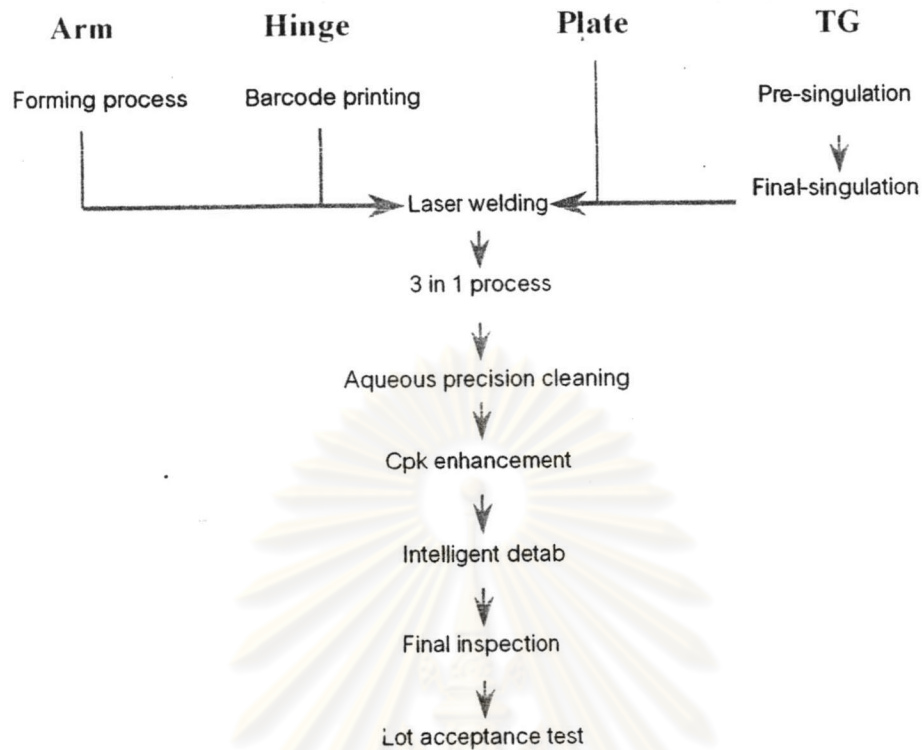 Arm Hinge Plate TG
Forming process Barcode printing Pre-singulation
Final-singulation
Laser welding
3 in 1 process
Aqueous precision cleaning
Cpk enhancement
Intelligent detab
Final inspection
Lot acceptance test